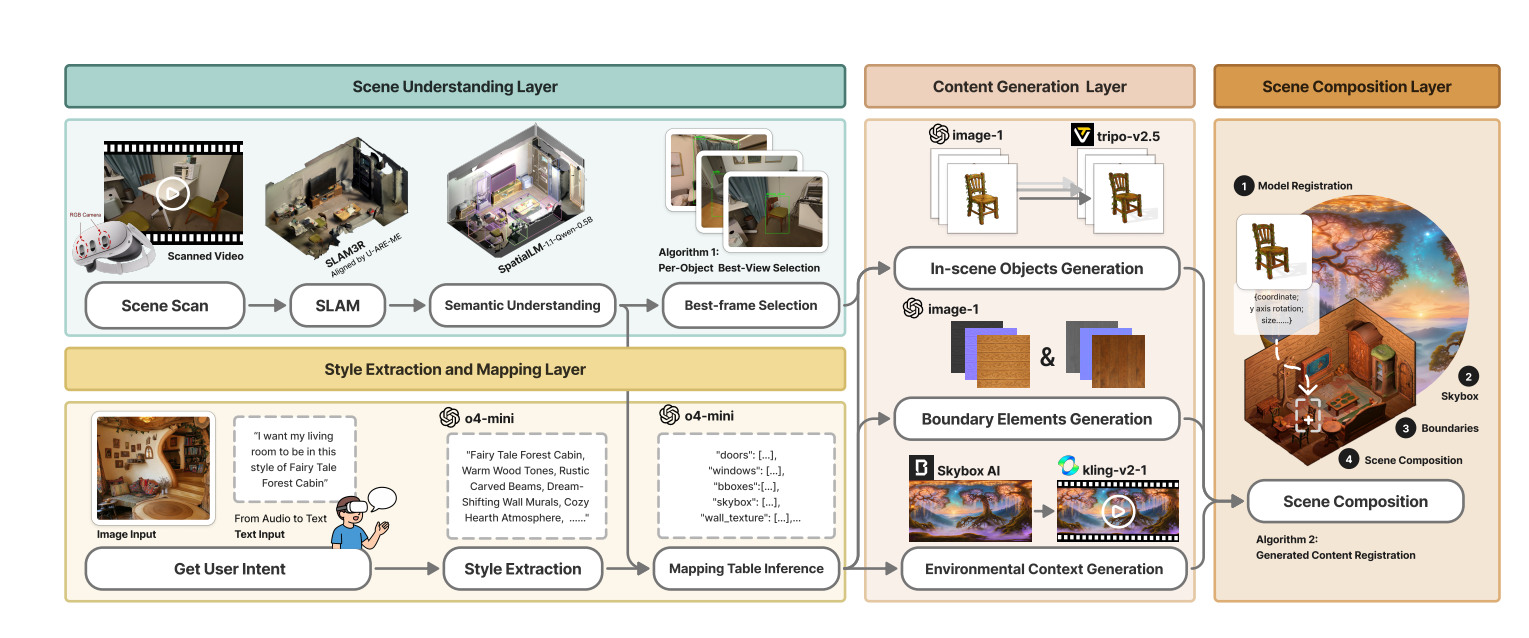 Scene Understanding Layer
Content Generation Layer
Scene Composition Layer
RGB Camera
Scanned Video
SLAM3R
Aligned by U-ARE-ME
SpatialLM-1.1-Qwen-0.5B
Algorithm 1:
Per-Object Best-View Selection
Scene Scan
SLAM
Semantic Understanding
Best-frame Selection
Style Extraction and Mapping Layer
"I want my living
room to be in this
style of Fairy Tale
Forest Cabin"
Image Input
From Audio to Text
Text Input
o4-mini
"Fairy Tale Forest Cabin,
Warm Wood Tones, Rustic
Carved Beams, Dream-
Shifting Wall Murals, Cozy
Hearth Atmosphere, ......"
o4-mini
"doors": [...],
"windows": [...],
"bboxes":[...],
"skybox": [...],
"wall_texture": [...],...
Get User Intent
Style Extraction
Mapping Table Inference
image-1
tripo-v2.5
In-scene Objects Generation
image-1
&
Boundary Elements Generation
Skybox AI
kling-v2-1
Environmental Context Generation
1 Model Registration
{coordinate;
y axis rotation;
size......}
2
Skybox
3 Boundaries
4 Scene Composition
Scene Composition
Algorithm 2:
Generated Content Registration